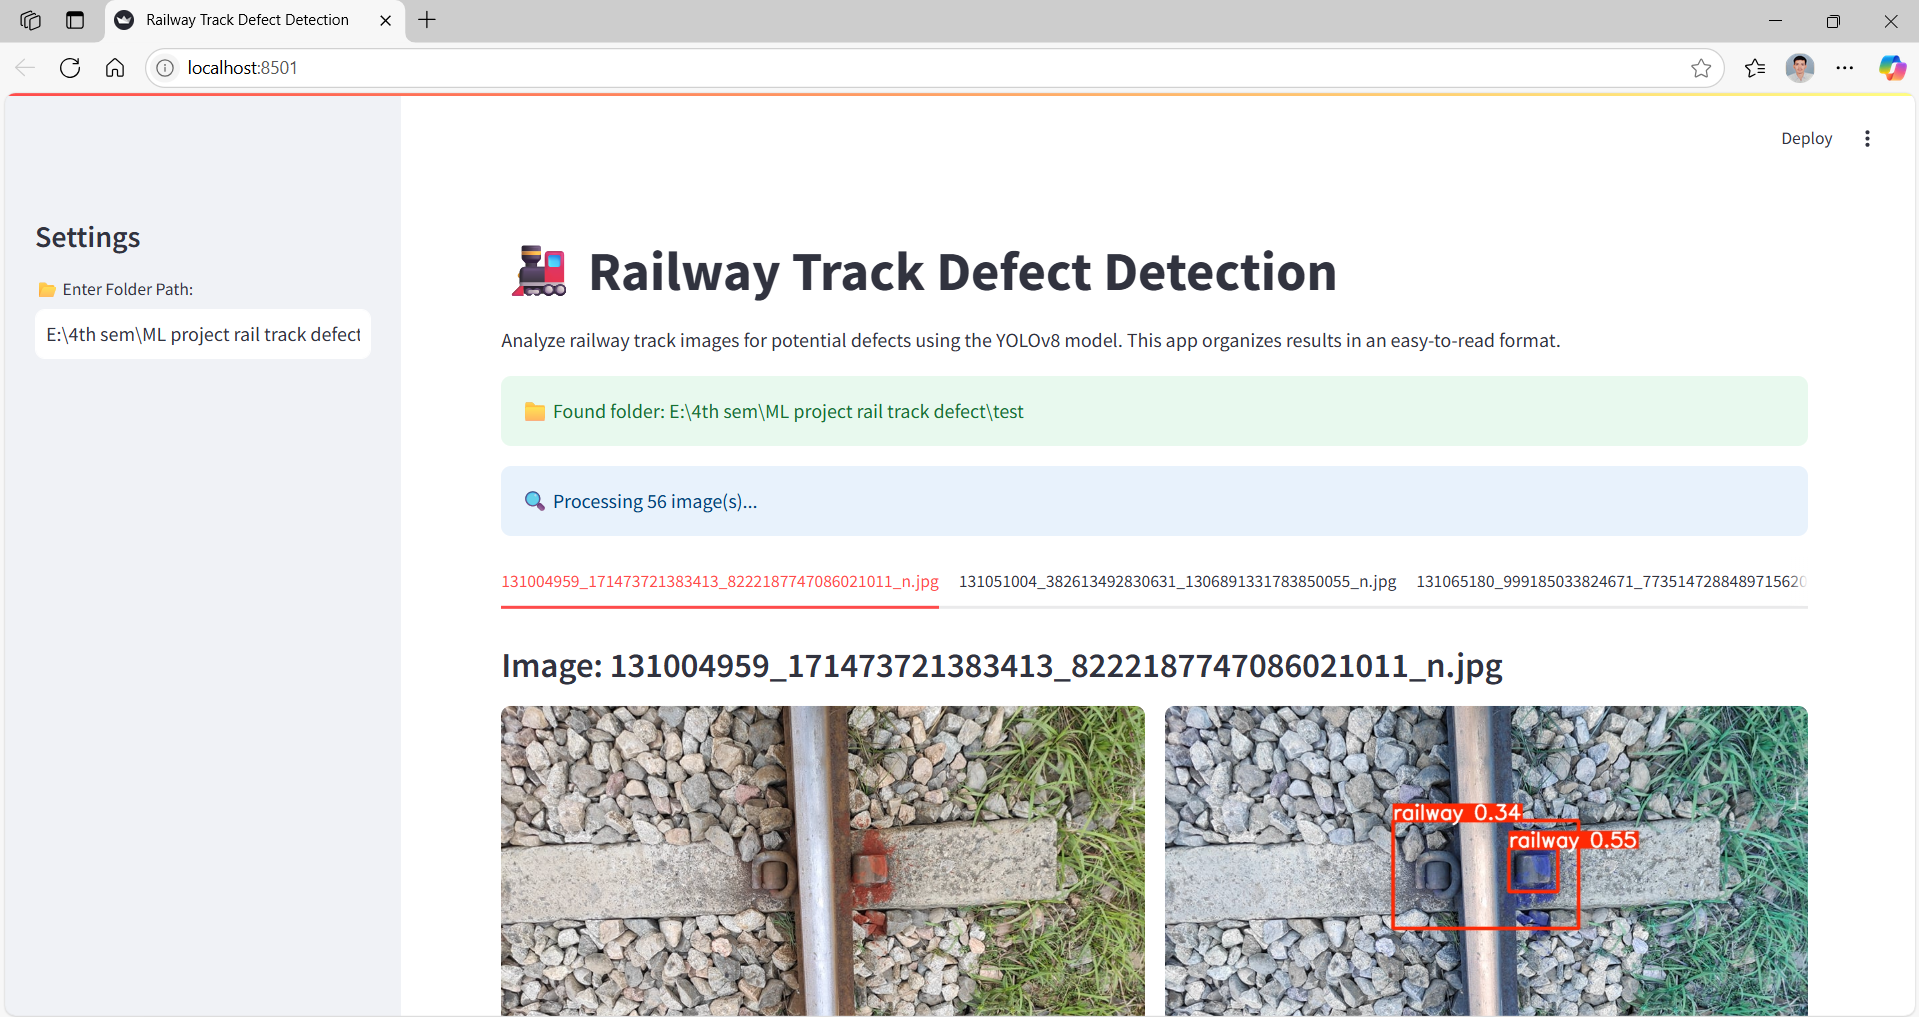 Railway Track Defect Detection
localhost:8501
Deploy
Settings
Enter Folder Path:
E:\4th sem\ML project rail track defect
Railway Track Defect Detection
Analyze railway track images for potential defects using the YOLOv8 model. This app organizes results in an easy-to-read format.
Found folder: E:\4th sem\ML project rail track defect\test
Processing 56 image(s)...
131004959_171473721383413_8222187747086021011_n.jpg 131051004_382613492830631_1306891331783850055_n.jpg 131065180_999185033824671_7735147288489715620
Image: 131004959_171473721383413_8222187747086021011_n.jpg
railway 0.34
railway 0.55